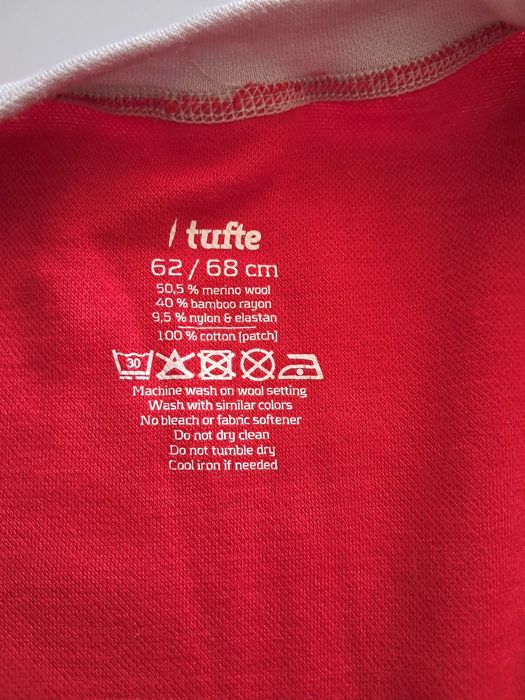 tufte
62 / 68 cm
50,5 % merino wool
40 % bamboo rayon
9,5 % nylon & elastan
100 % cotton (patch)
30
Machine wash on wool setting
Wash with similar colors
No bleach or fabric softener
Do not dry clean
Do not tumble dry
Cool iron if needed